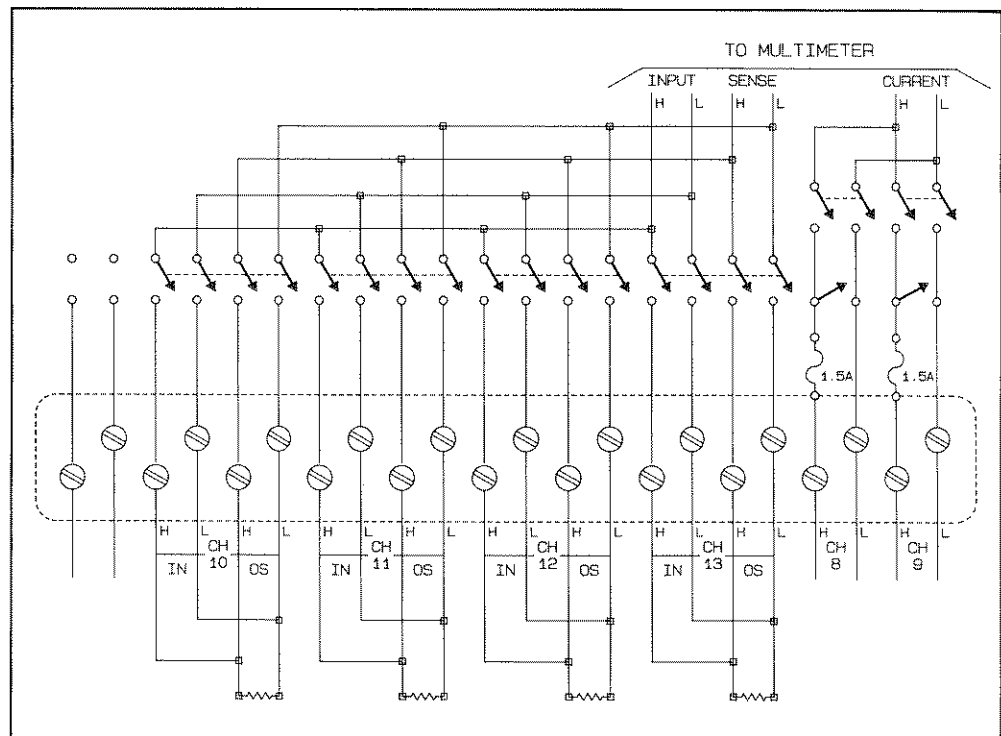 TO MULTIMETER
INPUT SENSE CURRENT
H L H L H L
1.5A 1.5A
H L H L H L H L H L H L H L H L H L H L
CH 10 CH 11 CH 12 CH 13 CH 8 CH 9
IN OS IN OS IN OS IN OS